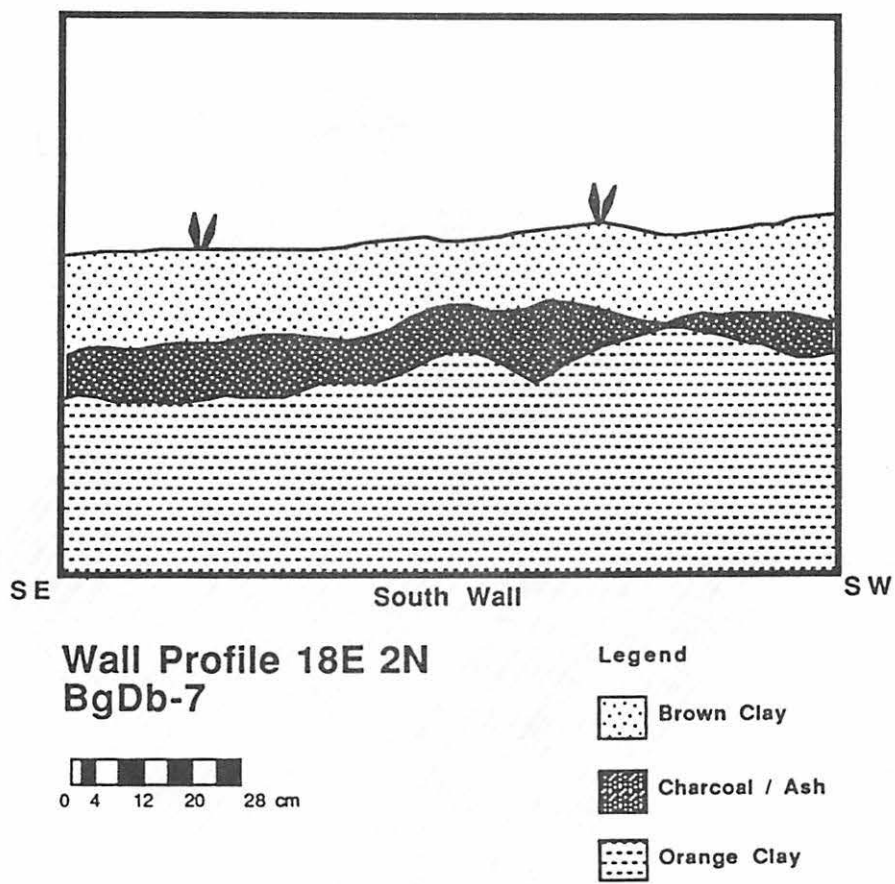 SE
South Wall
SW
Wall Profile 18E 2N
BgDb-7
0 4 12 20 28 cm
Legend
Brown Clay
Charcoal / Ash
Orange Clay